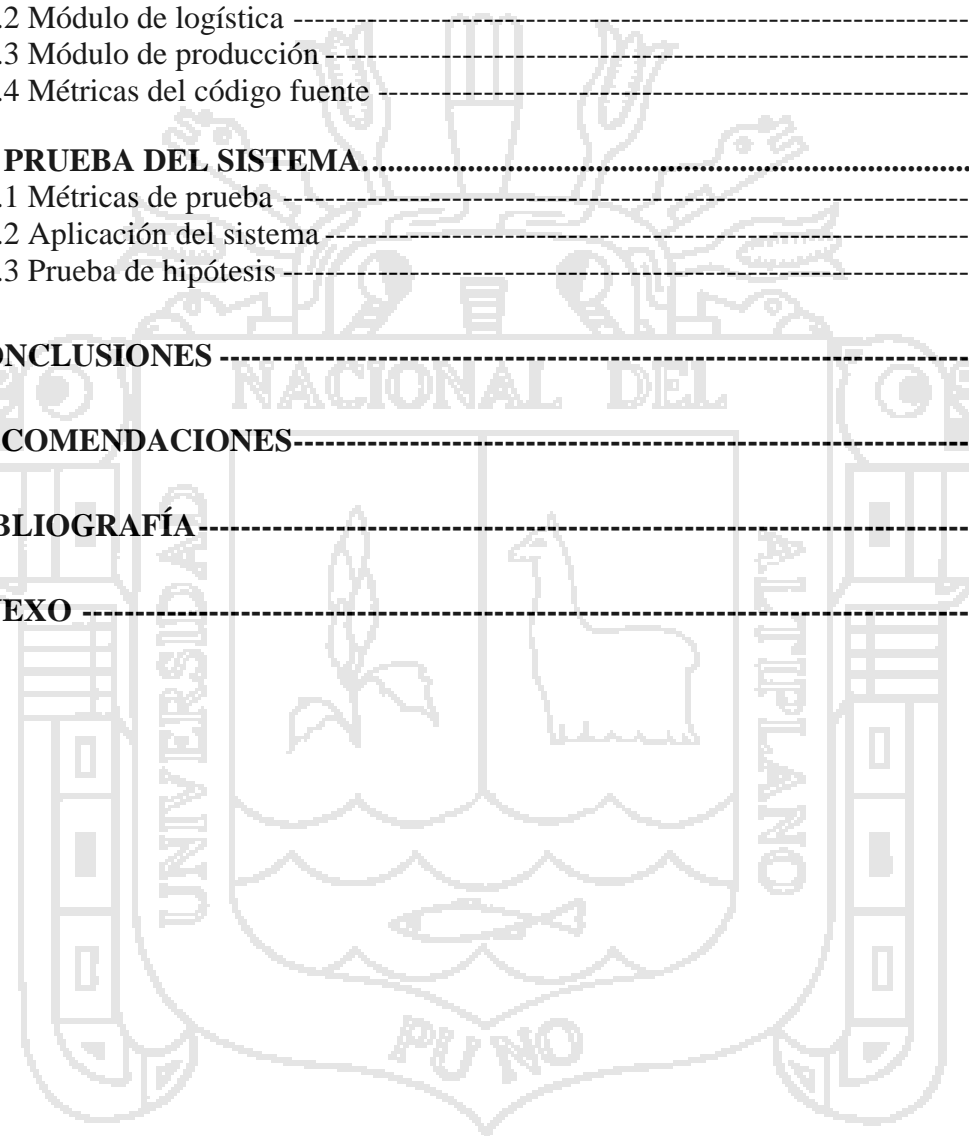 .2 Módulo de logística -----------------------------------------------------------------------
.3 Módulo de producción --------------------------------------------------------------------
.4 Métricas del código fuente ---------------------------------------------------------------
PRUEBA DEL SISTEMA. ................................................................................
.1 Métricas de prueba ------------------------------------------------------------------------
.2 Aplicación del sistema --------------------------------------------------------------------
.3 Prueba de hipótesis ------------------------------------------------------------------------
ONCLUSIONES -----------------------------------------------------------------------------
NACIONAL DEL
COMENDACIONES---------------------------------------------------------------------
BLIOGRAFÍA --------------------------------------------------------------------------------
EXO -------------------------------------------------------------------------------------------
UNIVERSIDAD
ALTIPLANO
PUNO